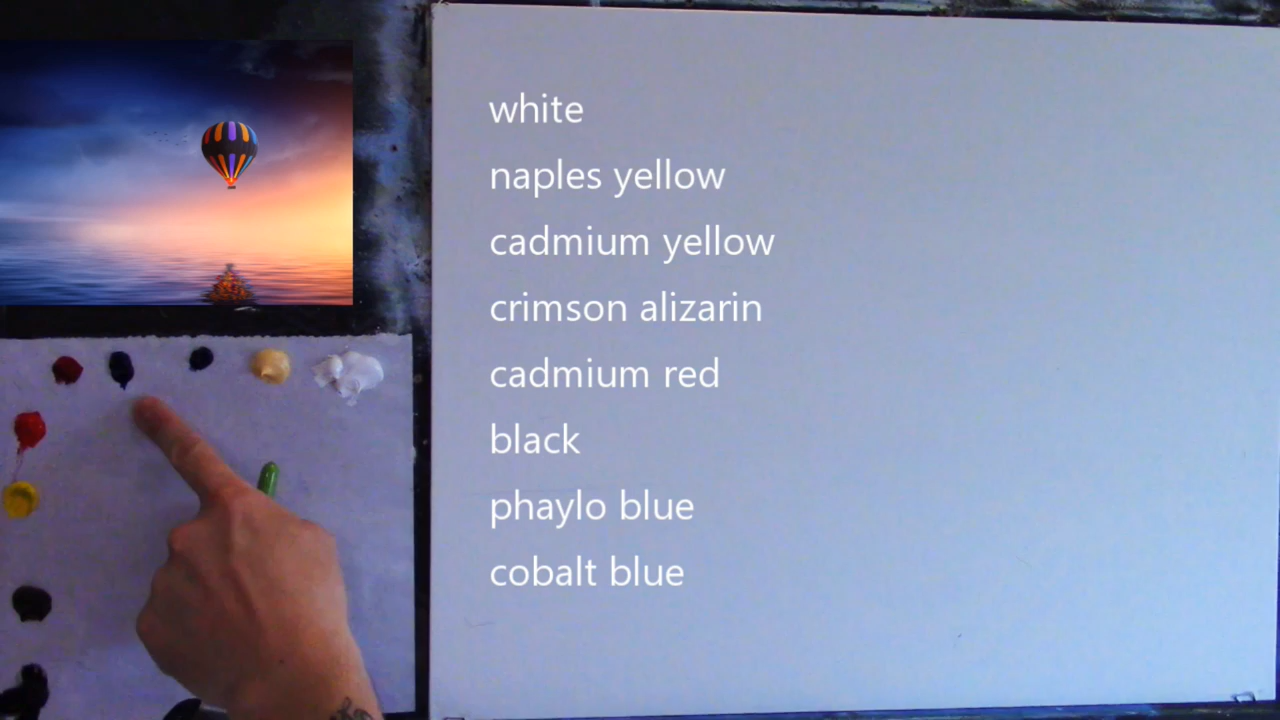 white
naples yellow
cadmium yellow
crimson alizarin
cadmium red
black
phaylo blue
cobalt blue